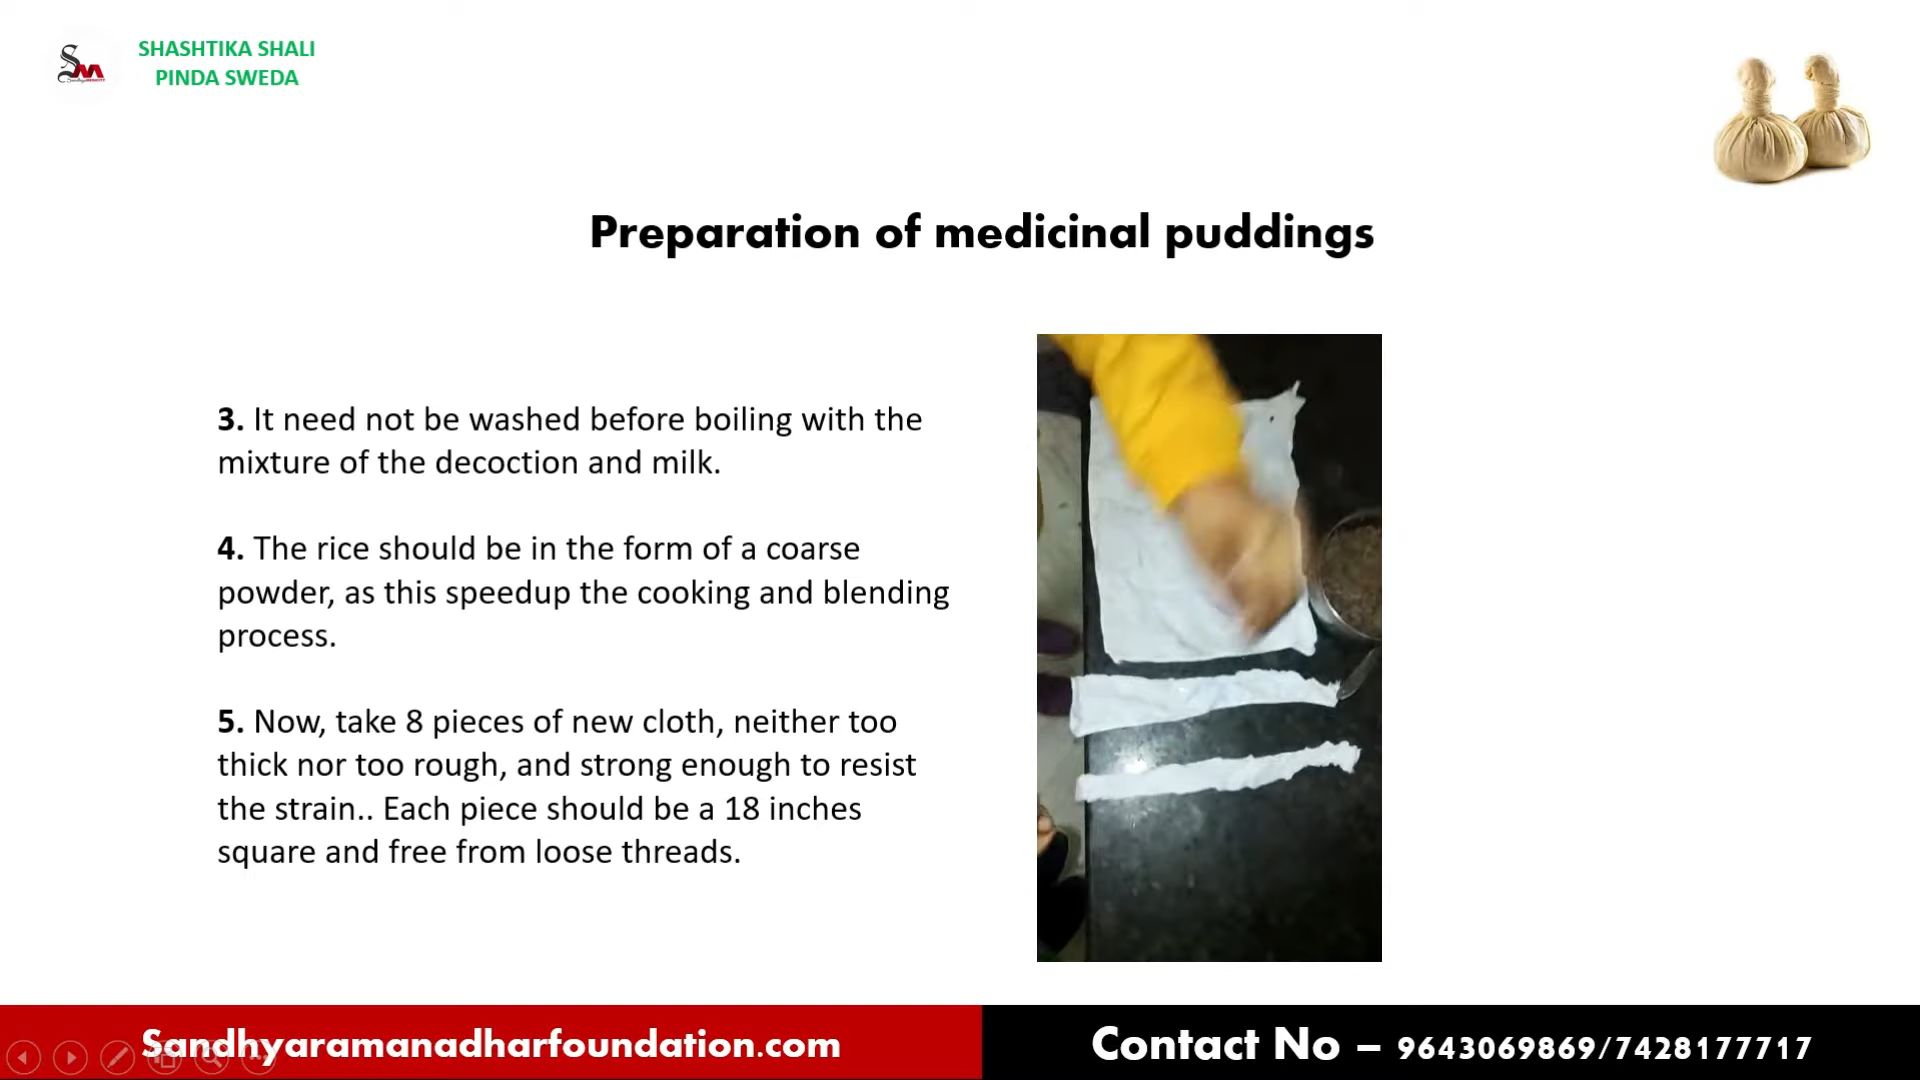 SHASHTIKA SHALI
PINDA SWEDA
Preparation of medicinal puddings
3. It need not be washed before boiling with the
mixture of the decoction and milk.
4. The rice should be in the form of a coarse
powder, as this speedup the cooking and blending
process.
5. Now, take 8 pieces of new cloth, neither too
thick nor too rough, and strong enough to resist
the strain.. Each piece should be a 18 inches
square and free from loose threads.
Sandhyaramanadharfoundation.com
Contact No – 9643069869/7428177717